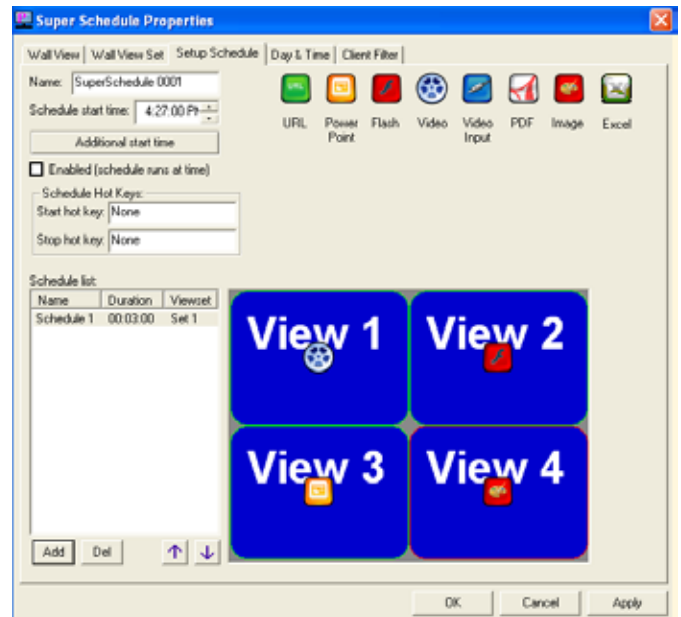 Super Schedule Properties
Wall View Wall View Set Setup Schedule Day & Time Client Filter
Name: SuperSchedule 0001
Schedule start time: 4:27:00 PM
Additional start time
Enabled (schedule runs at time)
Schedule Hot Keys:
Start hot key: None
Stop hot key: None
URL Power Point Flash Video Video Input PDF Image Excel
Schedule list:
Name Duration Viewset
Schedule 1 00:03:00 Set 1
View 1 View 2
View 3 View 4
Add Del
OK Cancel Apply